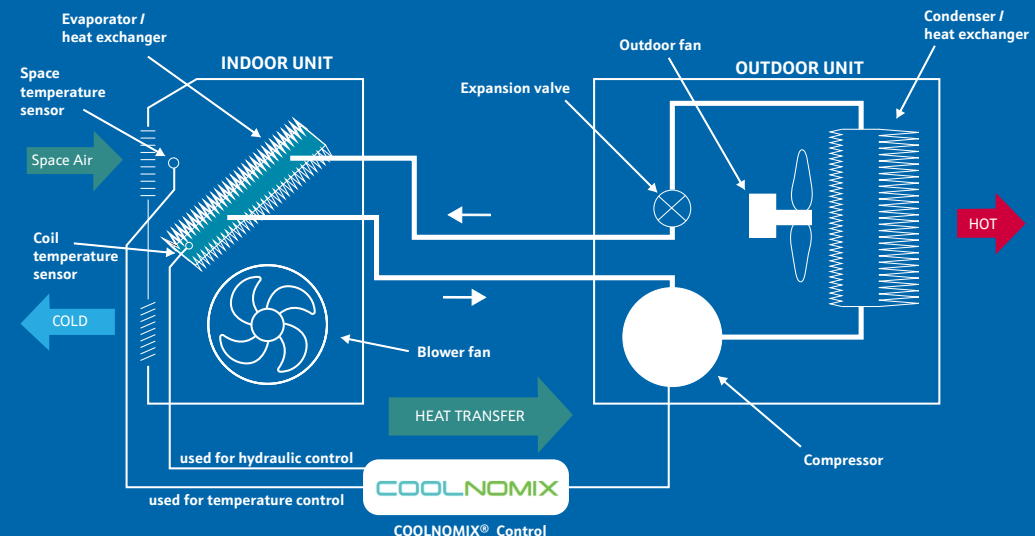 Evaporator /
heat exchanger
Condenser /
heat exchanger
Outdoor fan
INDOOR UNIT
OUTDOOR UNIT
Space
temperature
sensor
Expansion valve
Space Air
HOT
Coil
temperature
sensor
COLD
Blower fan
HEAT TRANSFER
Compressor
used for hydraulic control
used for temperature control
COOLNOMIX
COOLNOMIX® Control